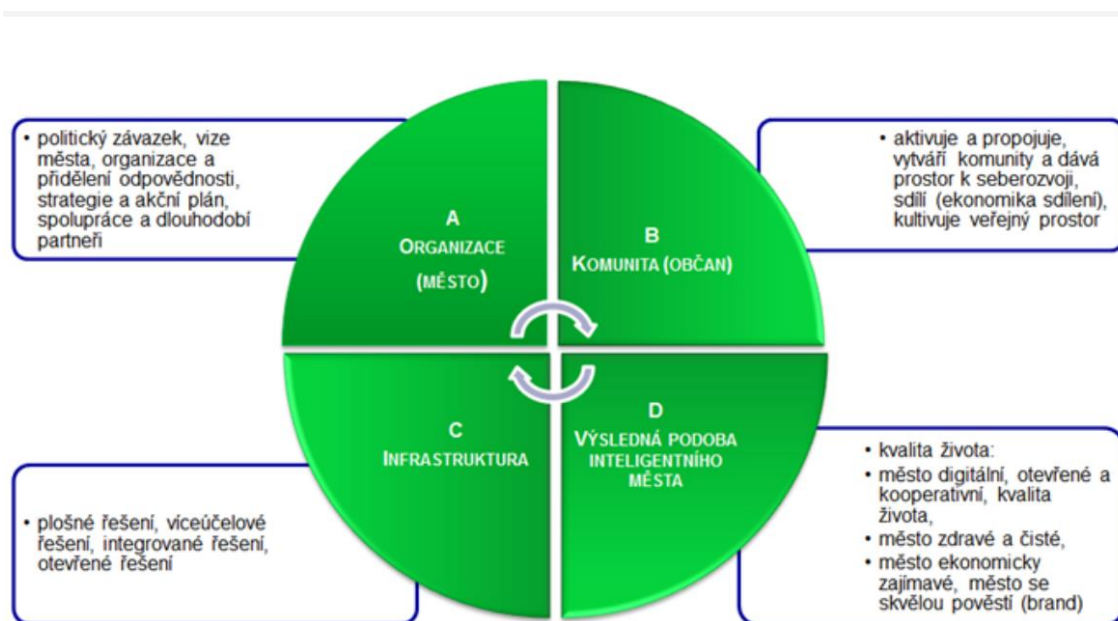 • politický závazek, vize
města, organizace a
přidělení odpovědnosti,
strategie a akční plán,
spolupráce a dlouhodobí
partneři
A
ORGANIZACE
(MĚSTO)
B
KOMUNITA (OBČAN)
• aktivuje a propojuje,
vytváří komunity a dává
prostor k seberozvoji,
sdílí (ekonomika sdílení),
kultivuje veřejný prostor
C
INFRASTRUKTURA
• plošné řešení, víceúčelové
řešení, integrované řešení,
otevřené řešení
D
VÝSLEDNÁ PODOBA
INTELIGENTNÍHO
MĚSTA
• kvalita života:
• město digitální, otevřené a
kooperativní, kvalita
života,
• město zdravé a čisté,
• město ekonomicky
zajímavé, město se
skvělou pověstí (brand)